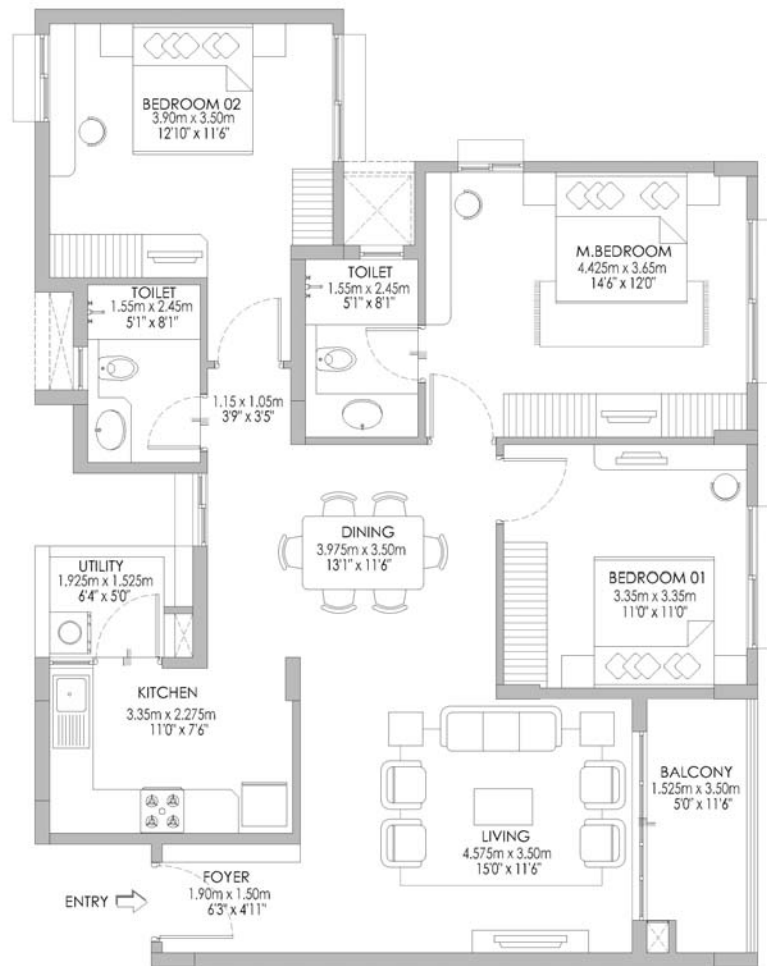 BEDROOM 02
3.90m x 3.50m
12'10" x 11'6"
M.BEDROOM
4.425m x 3.65m
14'6" x 12'0"
TOILET
1.55m x 2.45m
5'1" x 8'1"
TOILET
1.55m x 2.45m
5'1" x 8'1"
1.15 x 1.05m
3'9" x 3'5"
DINING
3.975m x 3.50m
13'1" x 11'6"
UTILITY
1.925m x 1.525m
6'4" x 5'0"
BEDROOM 01
3.35m x 3.35m
11'0" x 11'0"
KITCHEN
3.35m x 2.275m
11'0" x 7'6"
BALCONY
1.525m x 3.50m
5'0" x 11'6"
LIVING
4.575m x 3.50m
15'0" x 11'6"
FOYER
1.90m x 1.50m
6'3" x 4'11"
ENTRY